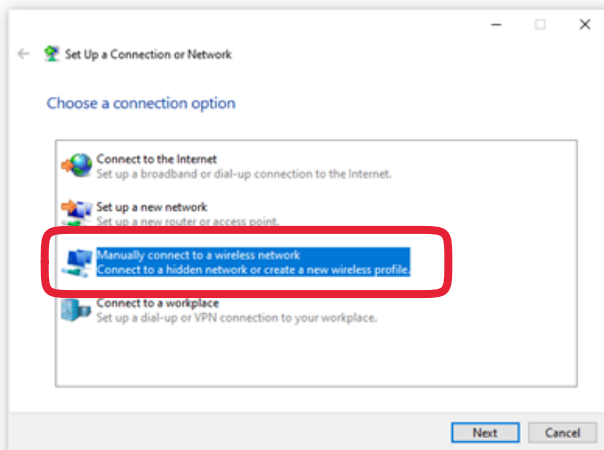 Set Up a Connection or Network
Choose a connection option
Connect to the Internet
Set up a broadband or dial-up connection to the Internet.
Set up a new network
Set up a new router or access point.
Manually connect to a wireless network
Connect to a hidden network or create a new wireless profile.
Connect to a workplace
Set up a dial-up or VPN connection to your workplace.
Next Cancel